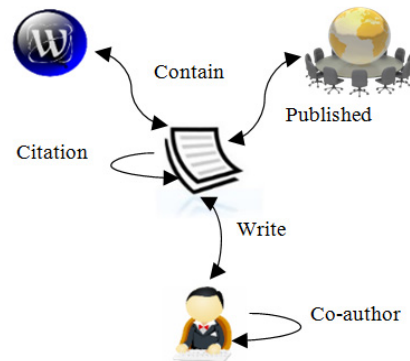 W
Contain
Published
Citation
Write
Co-author